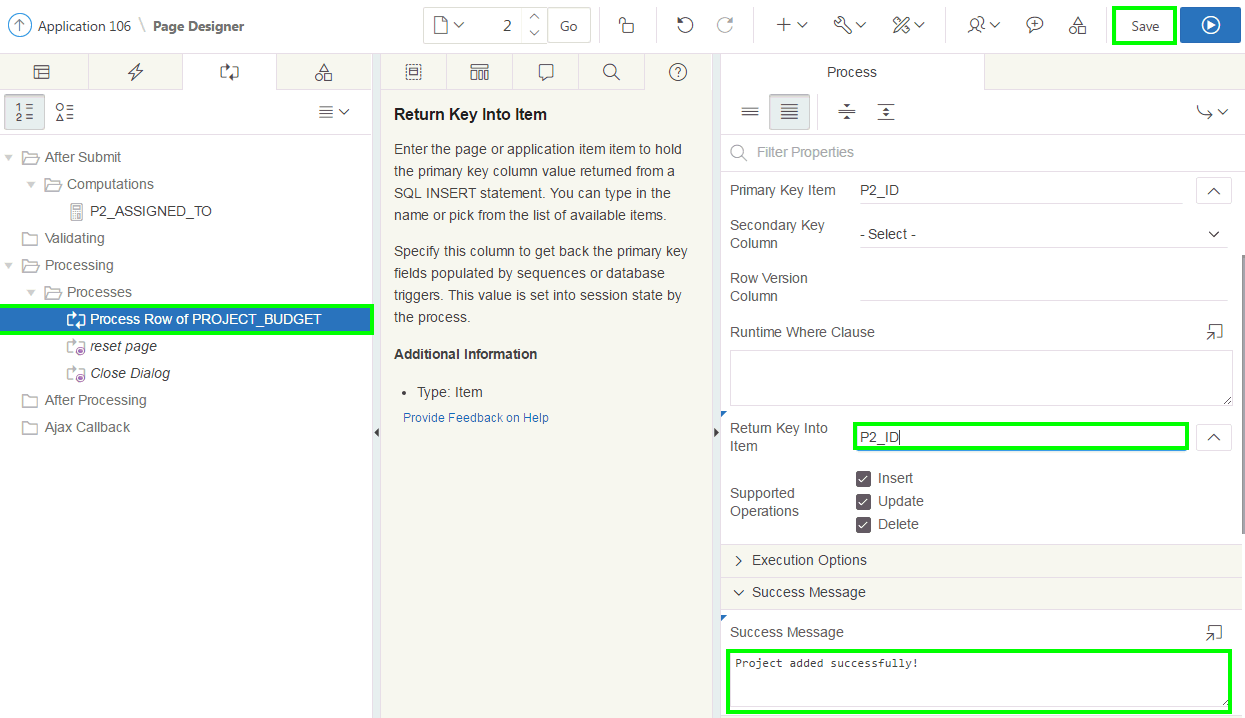 Application 106 \ Page Designer
2
Go
Save
1
2
After Submit
Computations
P2_ASSIGNED_TO
Validating
Processing
Processes
Process Row of PROJECT_BUDGET
reset page
Close Dialog
After Processing
Ajax Callback
Return Key Into Item
Enter the page or application item item to hold
the primary key column value returned from a
SQL INSERT statement. You can type in the
name or pick from the list of available items.
Specify this column to get back the primary key
fields populated by sequences or database
triggers. This value is set into session state by
the process.
Additional Information
• Type: Item
Provide Feedback on Help
Process
Filter Properties
Primary Key Item
P2_ID
Secondary Key
Column
- Select -
Row Version
Column
Runtime Where Clause
Return Key Into
Item
P2_ID
Supported
Operations
Insert
Update
Delete
Execution Options
Success Message
Success Message
Project added successfully!